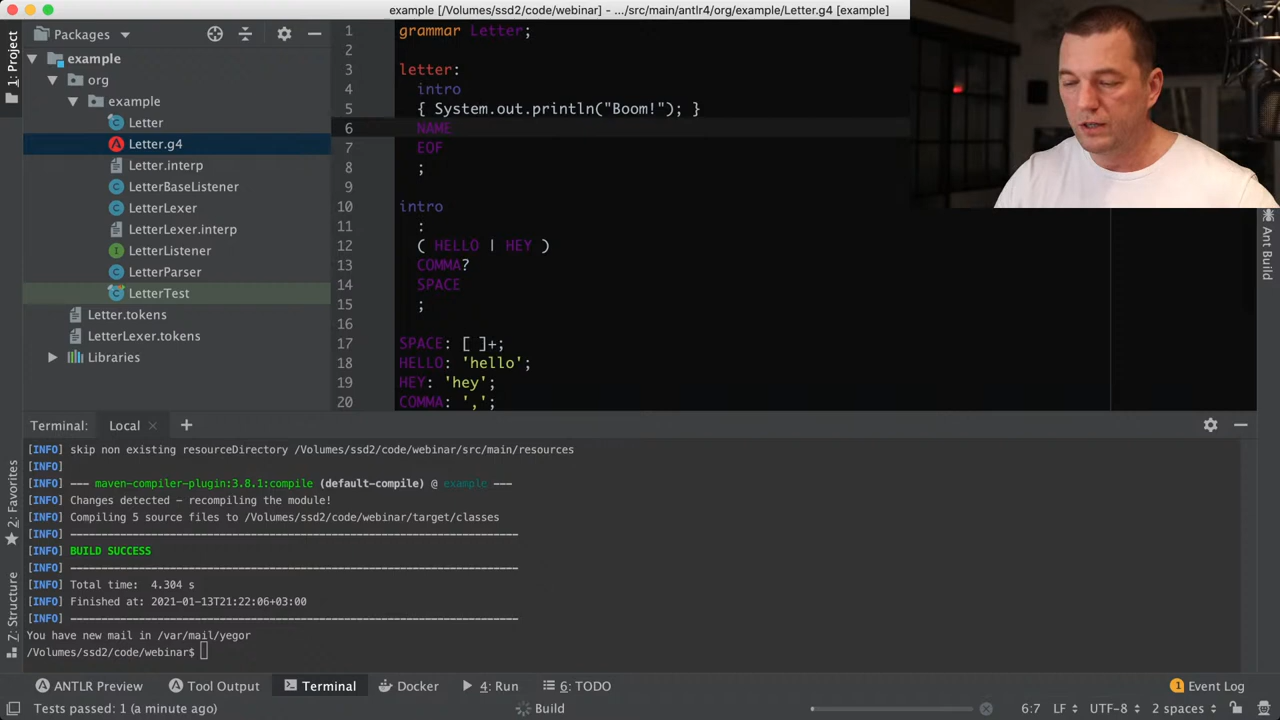 example [/Volumes/ssd2/code/webinar] - .../src/main/antlr4/org/example/Letter.g4 [example]
1: Project
Packages
example
org
example
Letter
Letter.g4
Letter.interp
LetterBaseListener
LetterLexer
LetterLexer.interp
LetterListener
LetterParser
LetterTest
Letter.tokens
LetterLexer.tokens
Libraries
1 grammar Letter;
2
3 letter:
4 intro
5 { System.out.println("Boom!"); }
6 NAME
7 EOF
8 ;
9
10 intro
11 :
12 ( HELLO | HEY )
13 COMMA?
14 SPACE
15 ;
16
17 SPACE: [ ]+;
18 HELLO: 'hello';
19 HEY: 'hey';
20 COMMA: ',';
Ant Build
Terminal: Local × +
2: Favorites
7: Structure
[INFO] skip non existing resourceDirectory /Volumes/ssd2/code/webinar/src/main/resources
[INFO]
[INFO] --- maven-compiler-plugin:3.8.1:compile (default-compile) @ example ---
[INFO] Changes detected - recompiling the module!
[INFO] Compiling 5 source files to /Volumes/ssd2/code/webinar/target/classes
[INFO] ------------------------------------------------------------------------
[INFO] BUILD SUCCESS
[INFO] ------------------------------------------------------------------------
[INFO] Total time:  4.304 s
[INFO] Finished at: 2021-01-13T21:22:06+03:00
[INFO] ------------------------------------------------------------------------
You have new mail in /var/mail/yegor
/Volumes/ssd2/code/webinar$
ANTLR Preview Tool Output Terminal Docker 4: Run 6: TODO 1 Event Log
Tests passed: 1 (a minute ago) Build 6:7 LF UTF-8 2 spaces